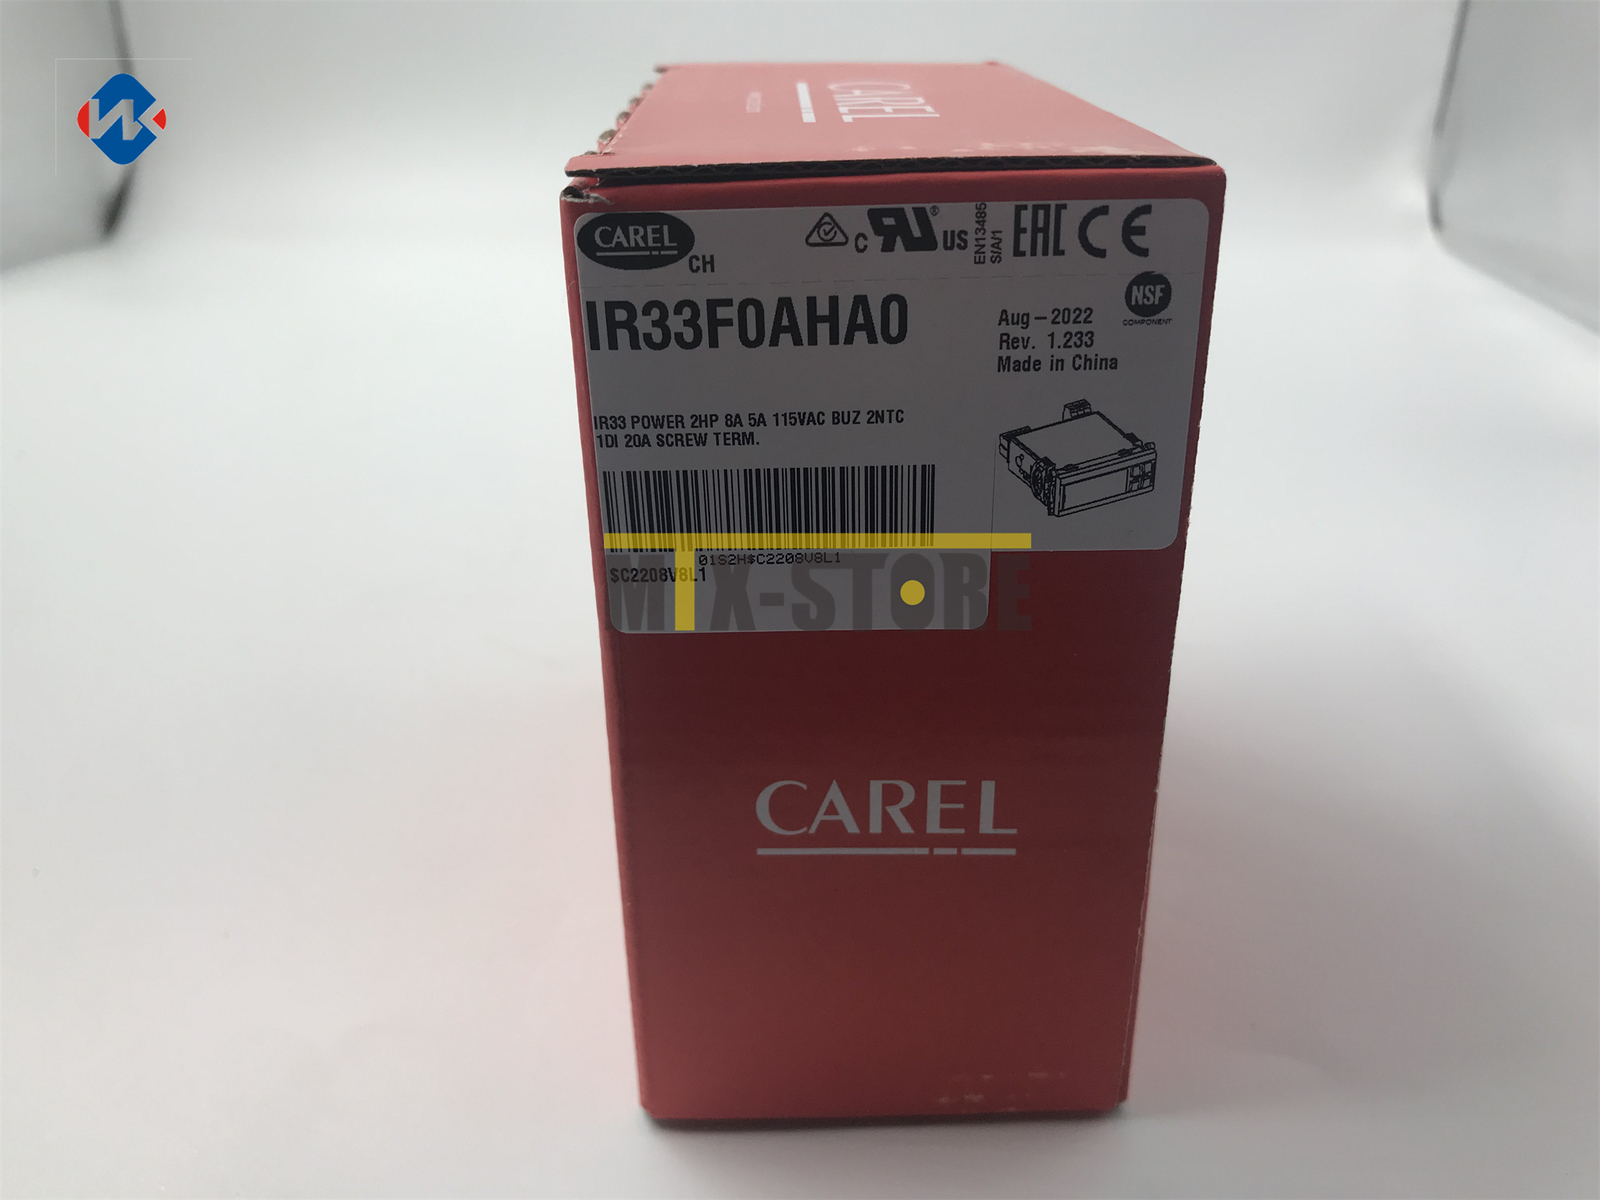 CAREL
CAREL
CH
C
US
EN13485
S/A/1
EAC CE
NSF
COMPONENT
IR33F0AHA0
Aug-2022
Rev. 1.233
Made in China
IR33 POWER 2HP 8A 5A 115VAC BUZ 2NTC
1DI 20A SCREW TERM.
01S2H$C2208V8L1
$C2208V8L1
MIX-STORE
CAREL